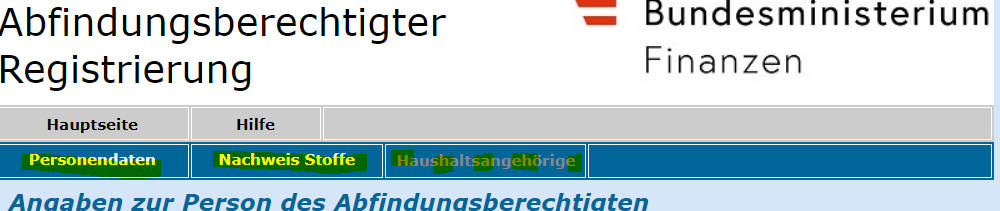 Abfindungsberechtigter
Registrierung
Bundesministerium
Finanzen
Hauptseite Hilfe
Personendaten Nachweis Stoffe Haushaltsangehörige
Angaben zur Person des Abfindungsberechtigten